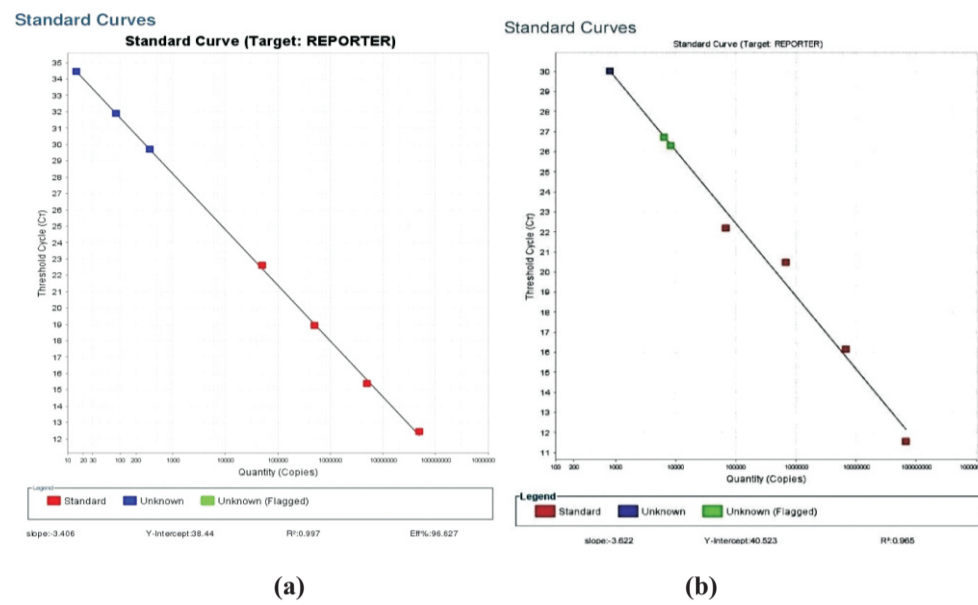 Standard Curves
Standard Curve (Target: REPORTER)
35
34
33
32
31
30
29
28
27
26
25
24
23
22
21
20
19
18
17
16
15
14
13
12
Threshold Cycle (Cт)
10 20 30 100 200 1000 10000 100000 1000000 10000000 100000000 1000000
Quantity (Copies)
Legend
Standard Unknown Unknown (Flagged)
slope:-3.406 Y-Intercept:38.44 R²:0.997 Eff%:96.627
(a)
Standard Curves
Standard Curve (Target: REPORTER)
30
29
28
27
26
25
24
23
22
21
20
19
18
17
16
15
14
13
12
11
Threshold Cycle (Cт)
100 200 1000 10000 100000 1000000 10000000 100000000
Quantity (Copies)
Legend
Standard Unknown Unknown (Flagged)
slope:-3.622 Y-Intercept:40.523 R²:0.965
(b)